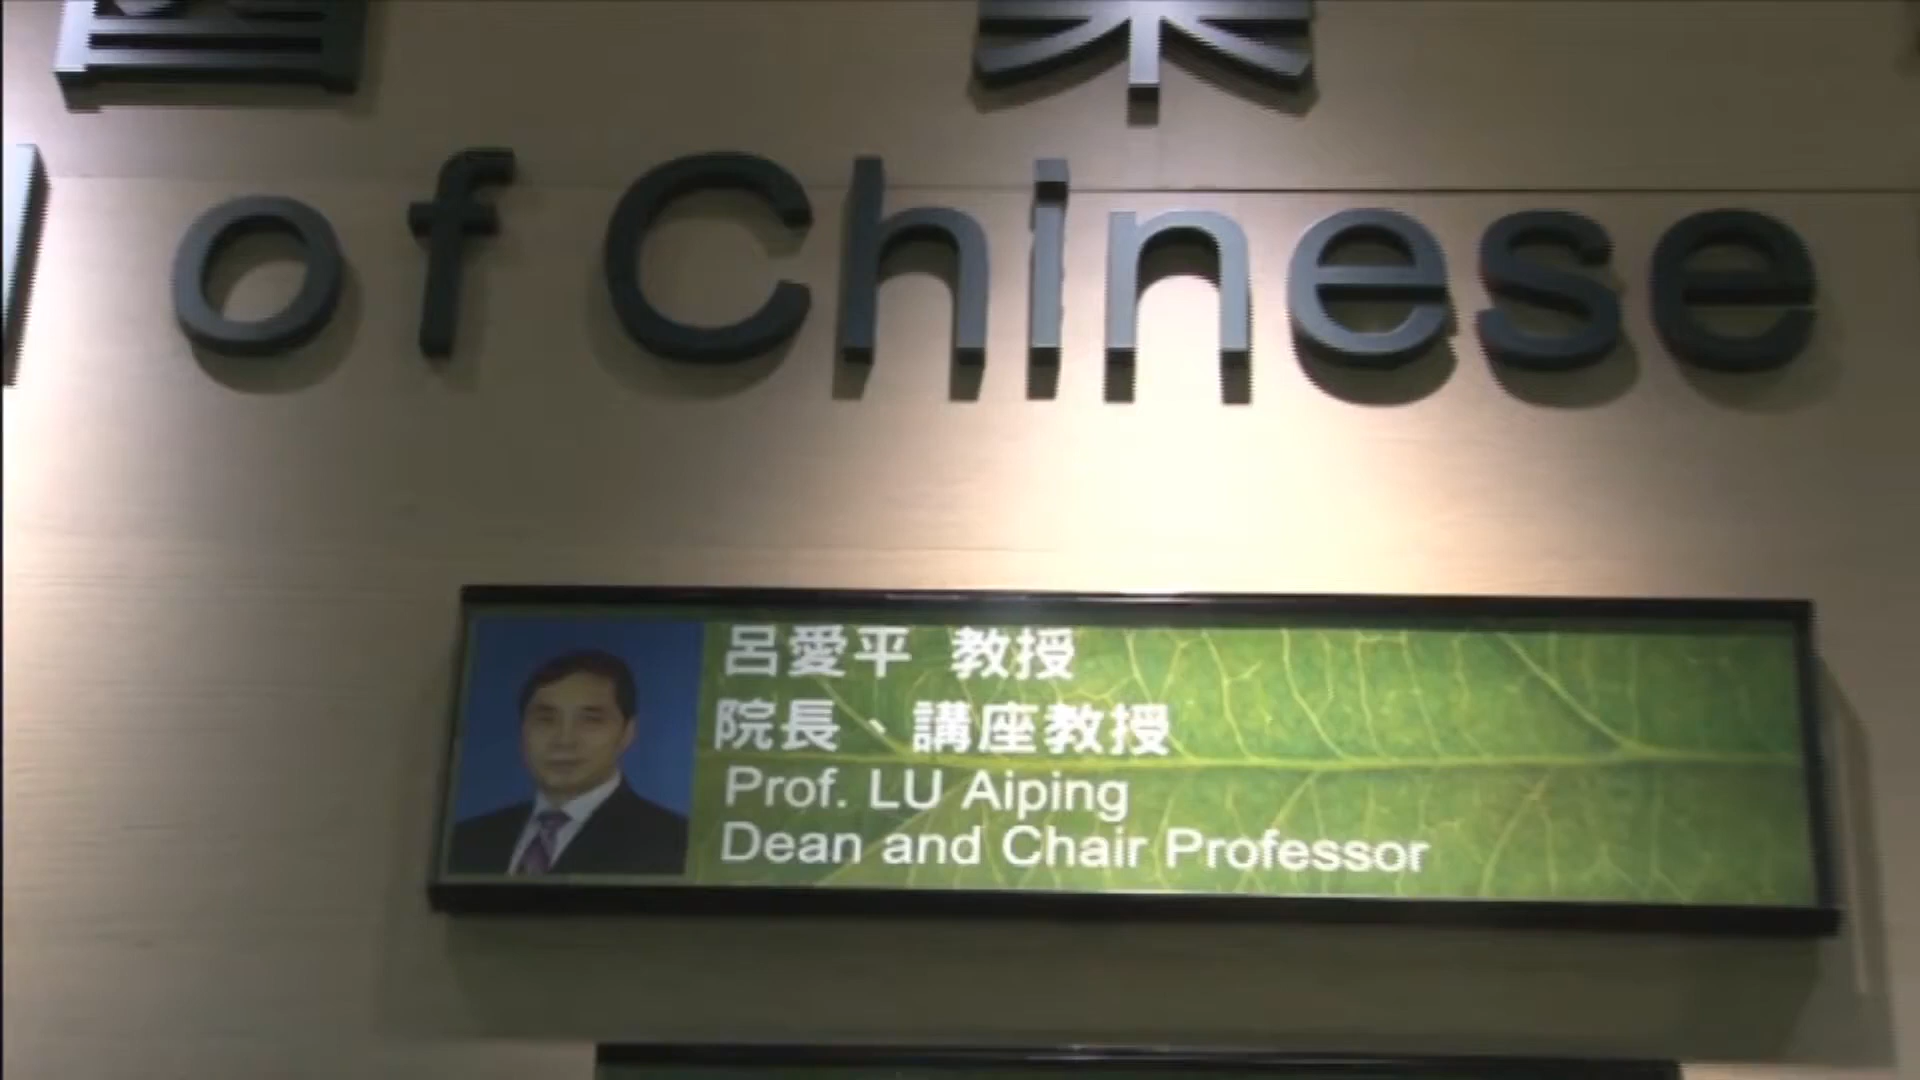 of Chinese
呂愛平 教授
院長、講座教授
Prof. LU Aiping
Dean and Chair Professor